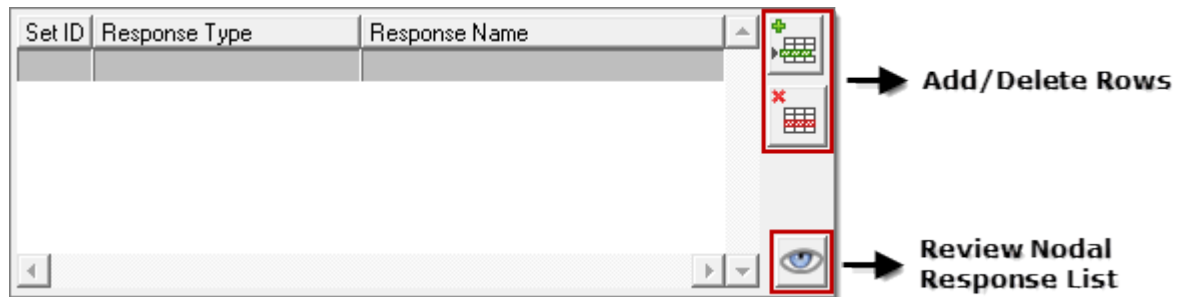 Set ID Response Type Response Name
Add/Delete Rows
Review Nodal
Response List